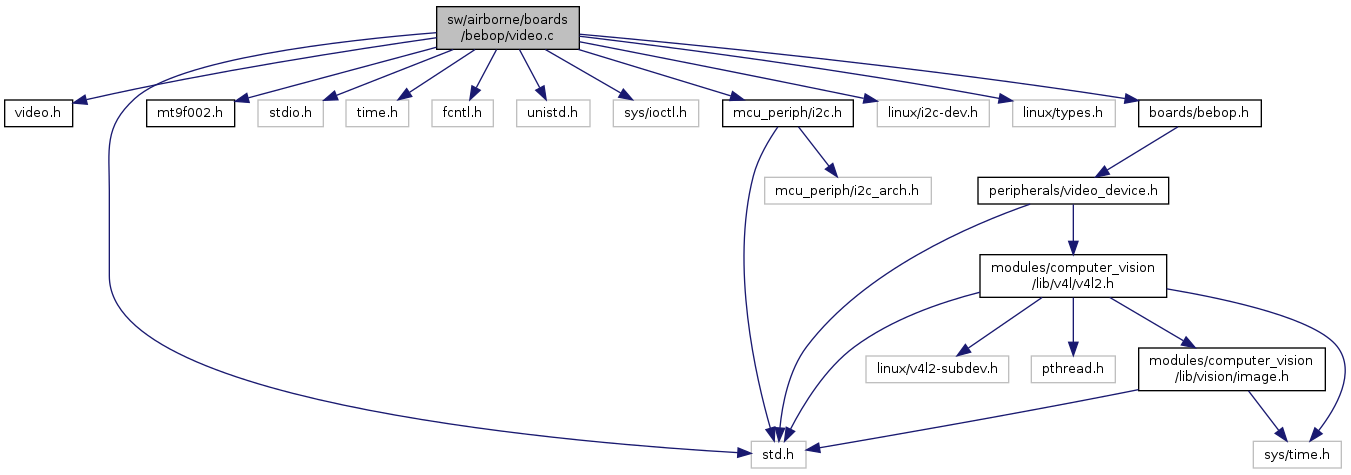 sw/airborne/boards
/bebop/video.c
video.h
mt9f002.h
stdio.h
time.h
fcntl.h
unistd.h
sys/ioctl.h
mcu_periph/i2c.h
linux/i2c-dev.h
linux/types.h
boards/bebop.h
mcu_periph/i2c_arch.h
peripherals/video_device.h
modules/computer_vision
/lib/v4l/v4l2.h
linux/v4l2-subdev.h
pthread.h
modules/computer_vision
/lib/vision/image.h
std.h
sys/time.h